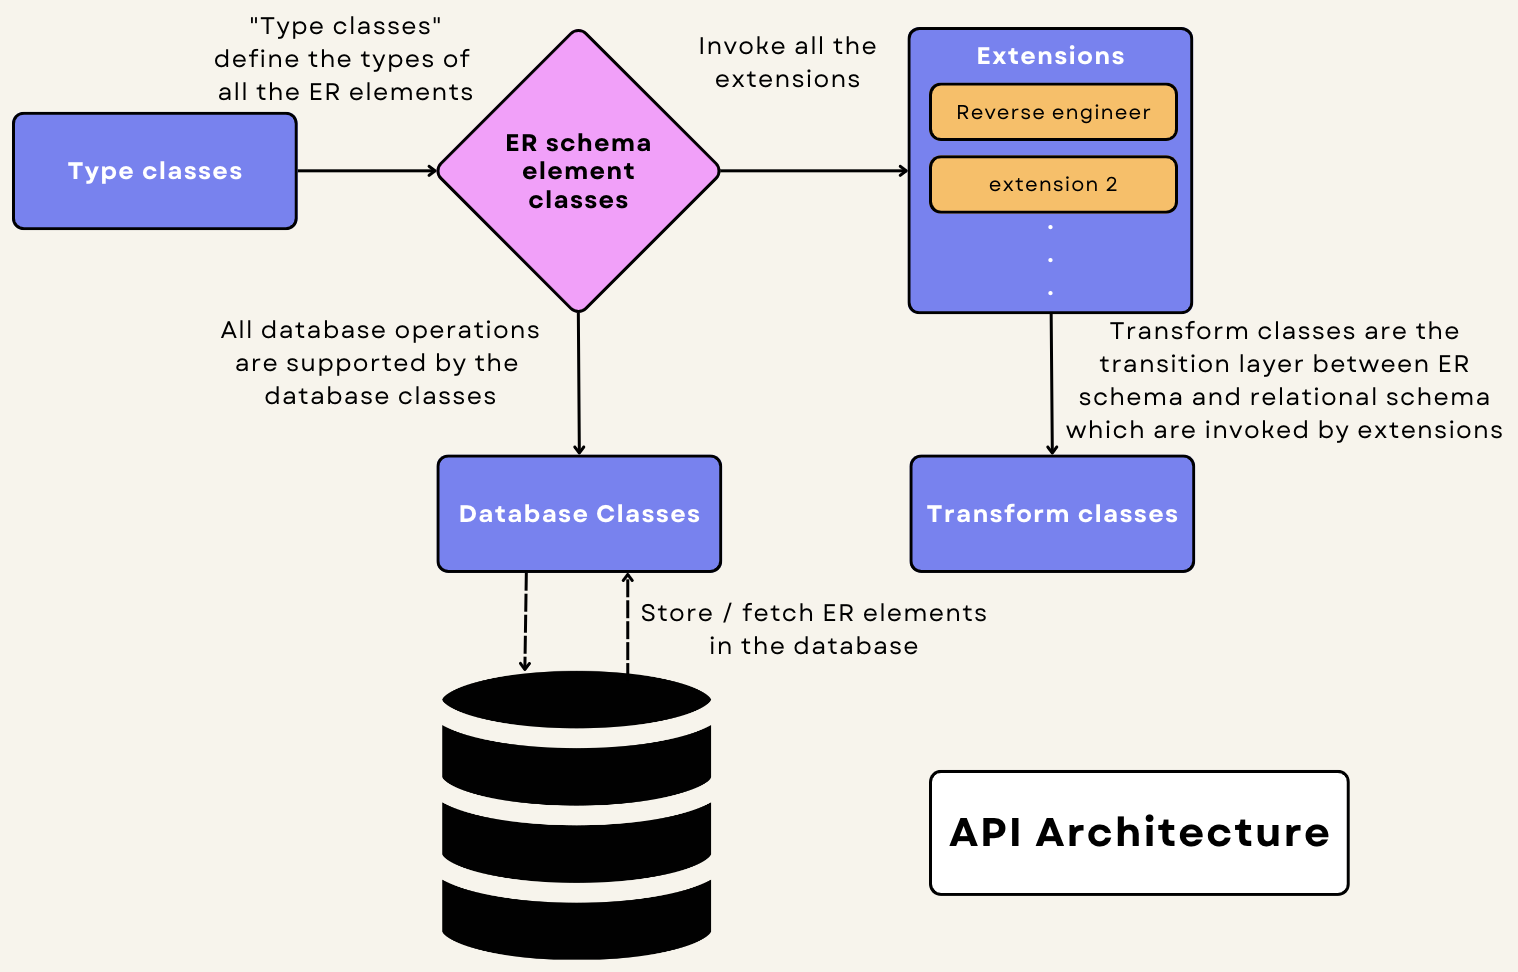 "Type classes"
define the types of
all the ER elements
Type classes
ER schema
element
classes
Invoke all the
extensions
Extensions
Reverse engineer
extension 2
.
.
.
All database operations
are supported by the
database classes
Transform classes are the
transition layer between ER
schema and relational schema
which are invoked by extensions
Database Classes
Transform classes
Store / fetch ER elements
in the database
API Architecture